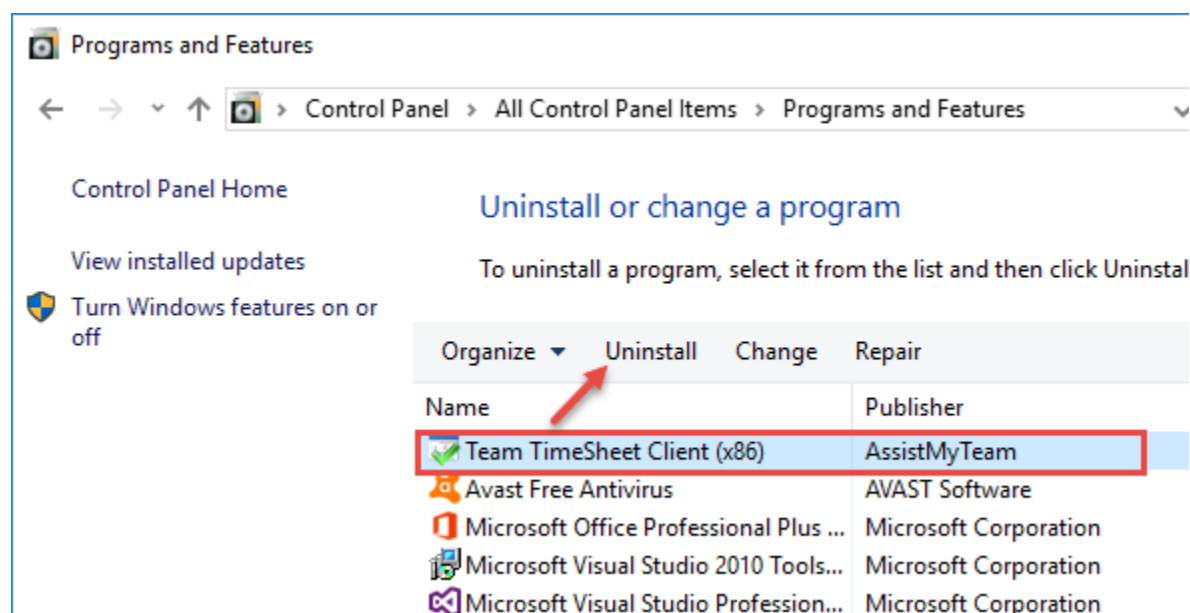 Programs and Features
Control Panel > All Control Panel Items > Programs and Features
Control Panel Home
View installed updates
Turn Windows features on or
off
Uninstall or change a program
To uninstall a program, select it from the list and then click Uninstal
Organize Uninstall Change Repair
Name Publisher
Team TimeSheet Client (x86) AssistMyTeam
Avast Free Antivirus AVAST Software
Microsoft Office Professional Plus ... Microsoft Corporation
Microsoft Visual Studio 2010 Tools... Microsoft Corporation
Microsoft Visual Studio Profession... Microsoft Corporation